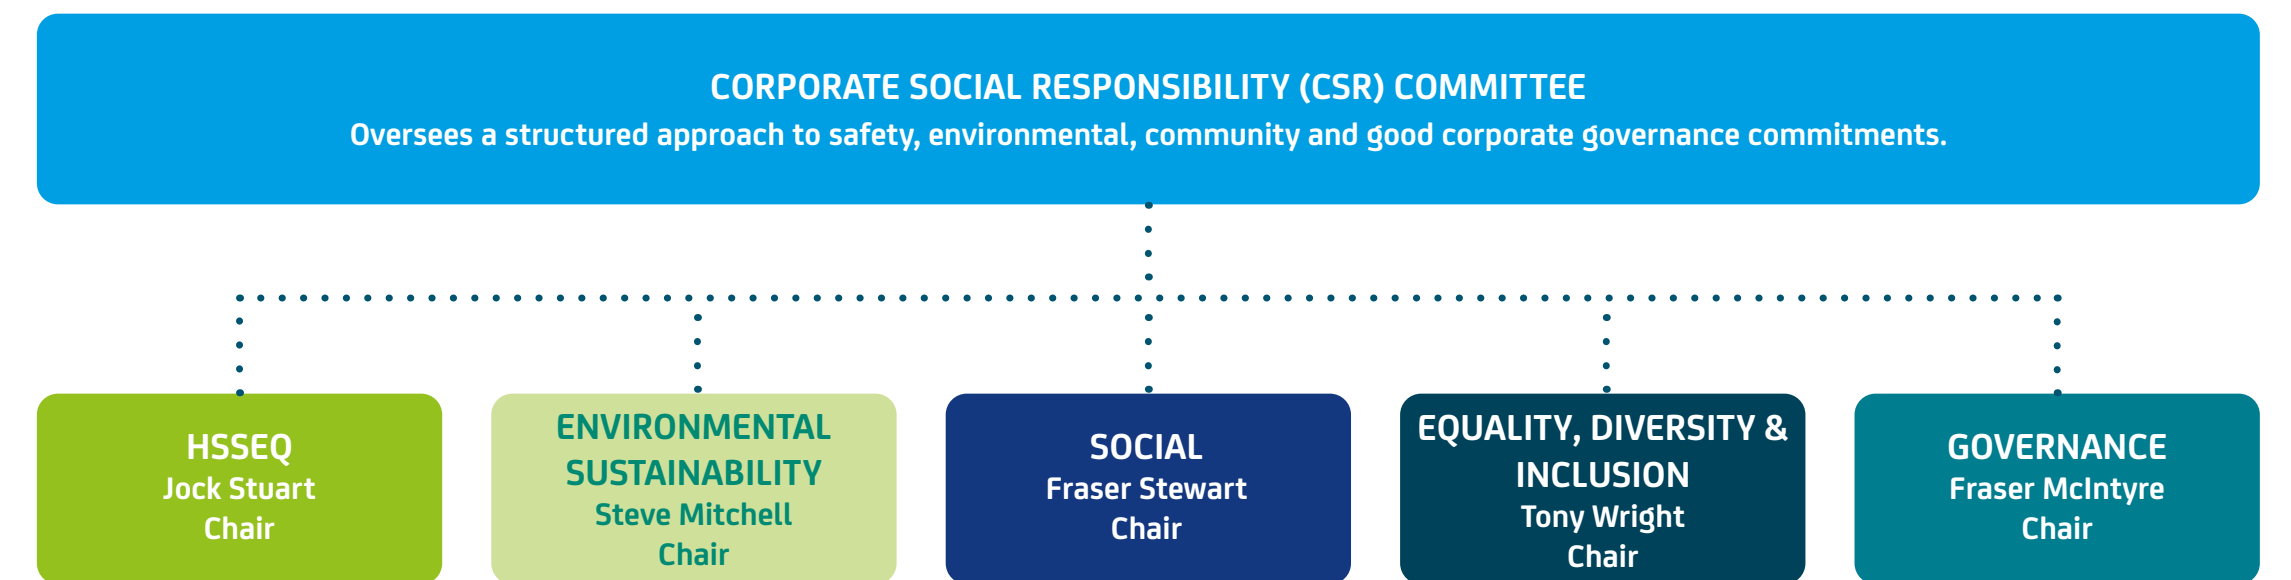 CORPORATE SOCIAL RESPONSIBILITY (CSR) COMMITTEE
Oversees a structured approach to safety, environmental, community and good corporate governance commitments.
HSSEQ
Jock Stuart
Chair
ENVIRONMENTAL
SUSTAINABILITY
Steve Mitchell
Chair
SOCIAL
Fraser Stewart
Chair
EQUALITY, DIVERSITY &
INCLUSION
Tony Wright
Chair
GOVERNANCE
Fraser McIntyre
Chair